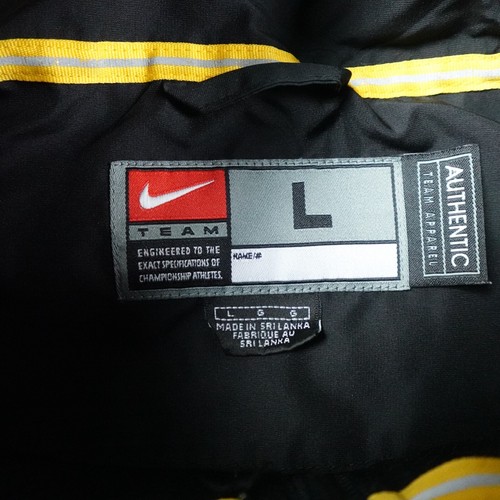 TEAM
ENGINEERED TO THE
EXACT SPECIFICATIONS OF
CHAMPIONSHIP ATHLETES.
L
NAME/#
AUTHENTIC
TEAM APPAREL
L G G
MADE IN SRI LANKA
FABRIQUÉ AU
SRI LANKA